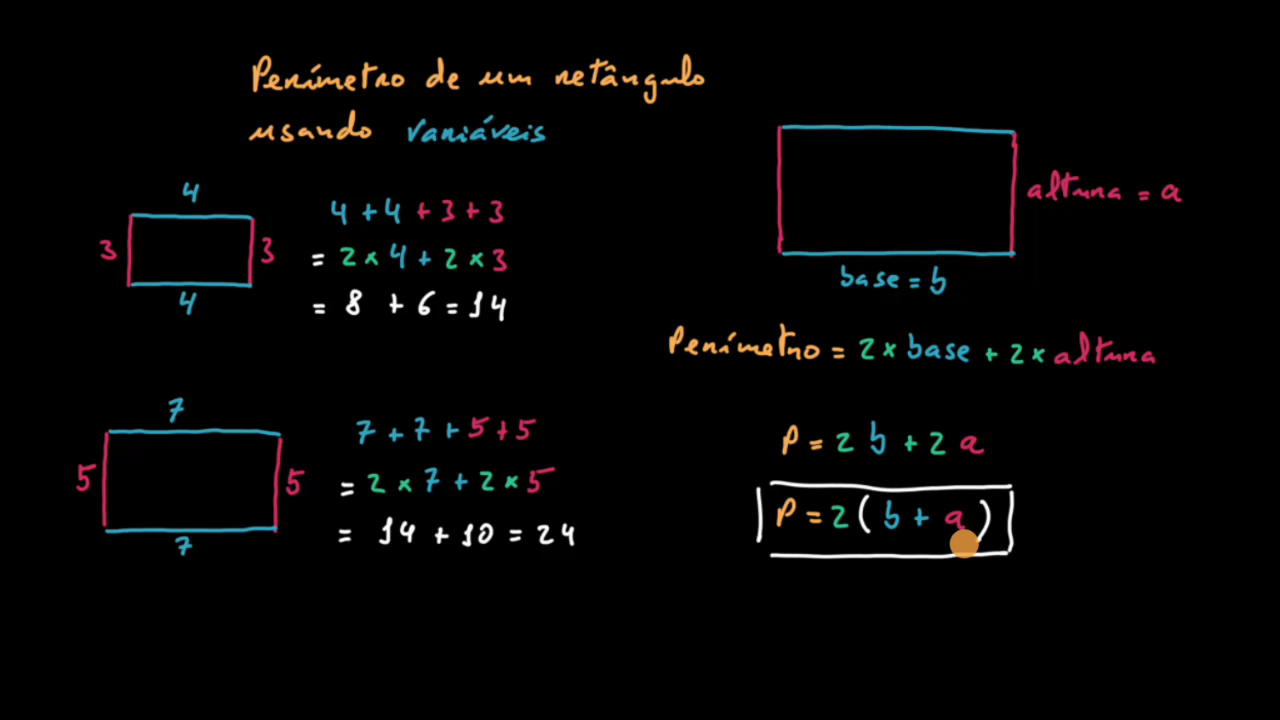 Perímetro de um retângulo
usando variáveis
4
3
3
4
4 + 4 + 3 + 3
= 2 × 4 + 2 × 3
= 8 + 6 = 14
7
5
5
7
7 + 7 + 5 + 5
= 2 × 7 + 2 × 5
= 14 + 10 = 24
altura = a
base = b
Perímetro = 2 × base + 2 × altura
P = 2 b + 2 a
P = 2 ( b + a )